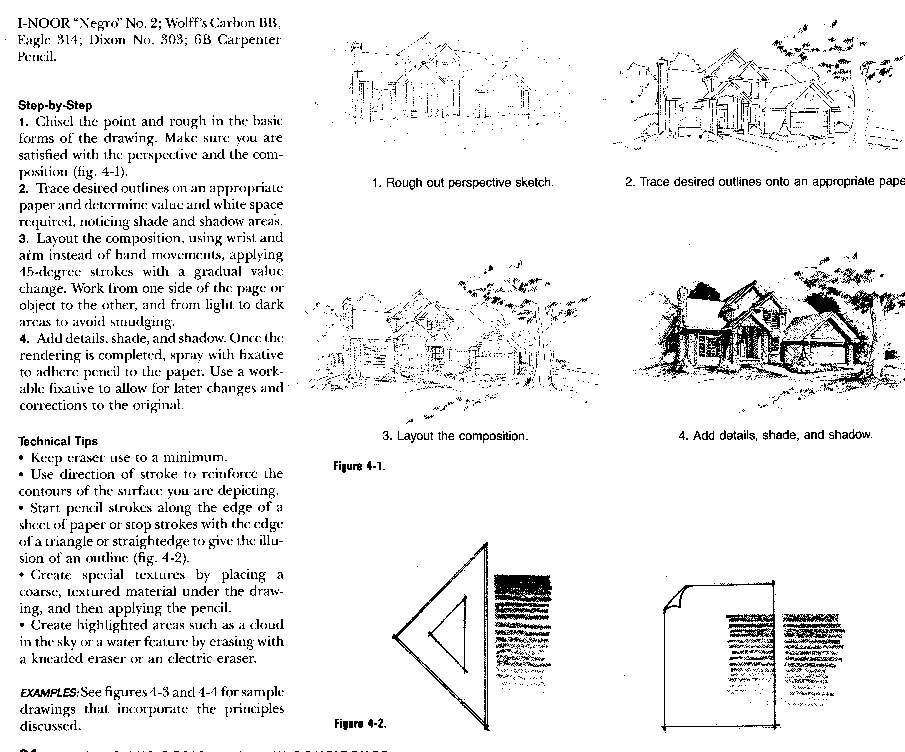 I-NOOR “Negro” No. 2; Wolff's Carbon BB,
Eagle 314; Dixon No. 303; 6B Carpenter
Pencil.
Step-by-Step
1. Chisel the point and rough in the basic
forms of the drawing. Make sure you are
satisfied with the perspective and the com-
position (fig. 4-1).
2. Trace desired outlines on an appropriate
paper and determine value and white space
required, noticing shade and shadow areas.
3. Layout the composition, using wrist and
arm instead of hand movements, applying
45-degree strokes with a gradual value
change. Work from one side of the page or
object to the other, and from light to dark
areas to avoid smudging.
4. Add details, shade, and shadow. Once the
rendering is completed, spray with fixative
to adhere pencil to the paper. Use a work-
able fixative to allow for later changes and
corrections to the original.
Technical Tips
• Keep eraser use to a minimum.
• Use direction of stroke to reinforce the
contours of the surface you are depicting.
• Start pencil strokes along the edge of a
sheet of paper or stop strokes with the edge
of a triangle or straightedge to give the illu-
sion of an outline (fig. 4-2).
• Create special textures by placing a
coarse, textured material under the draw-
ing, and then applying the pencil.
• Create highlighted areas such as a cloud
in the sky or a water feature by erasing with
a kneaded eraser or an electric eraser.
EXAMPLES: See figures 4-3 and 4-4 for sample
drawings that incorporate the principles
discussed.
1. Rough out perspective sketch.
2. Trace desired outlines onto an appropriate pape
3. Layout the composition.
4. Add details, shade, and shadow.
Figure 4-1.
Figure 4-2.